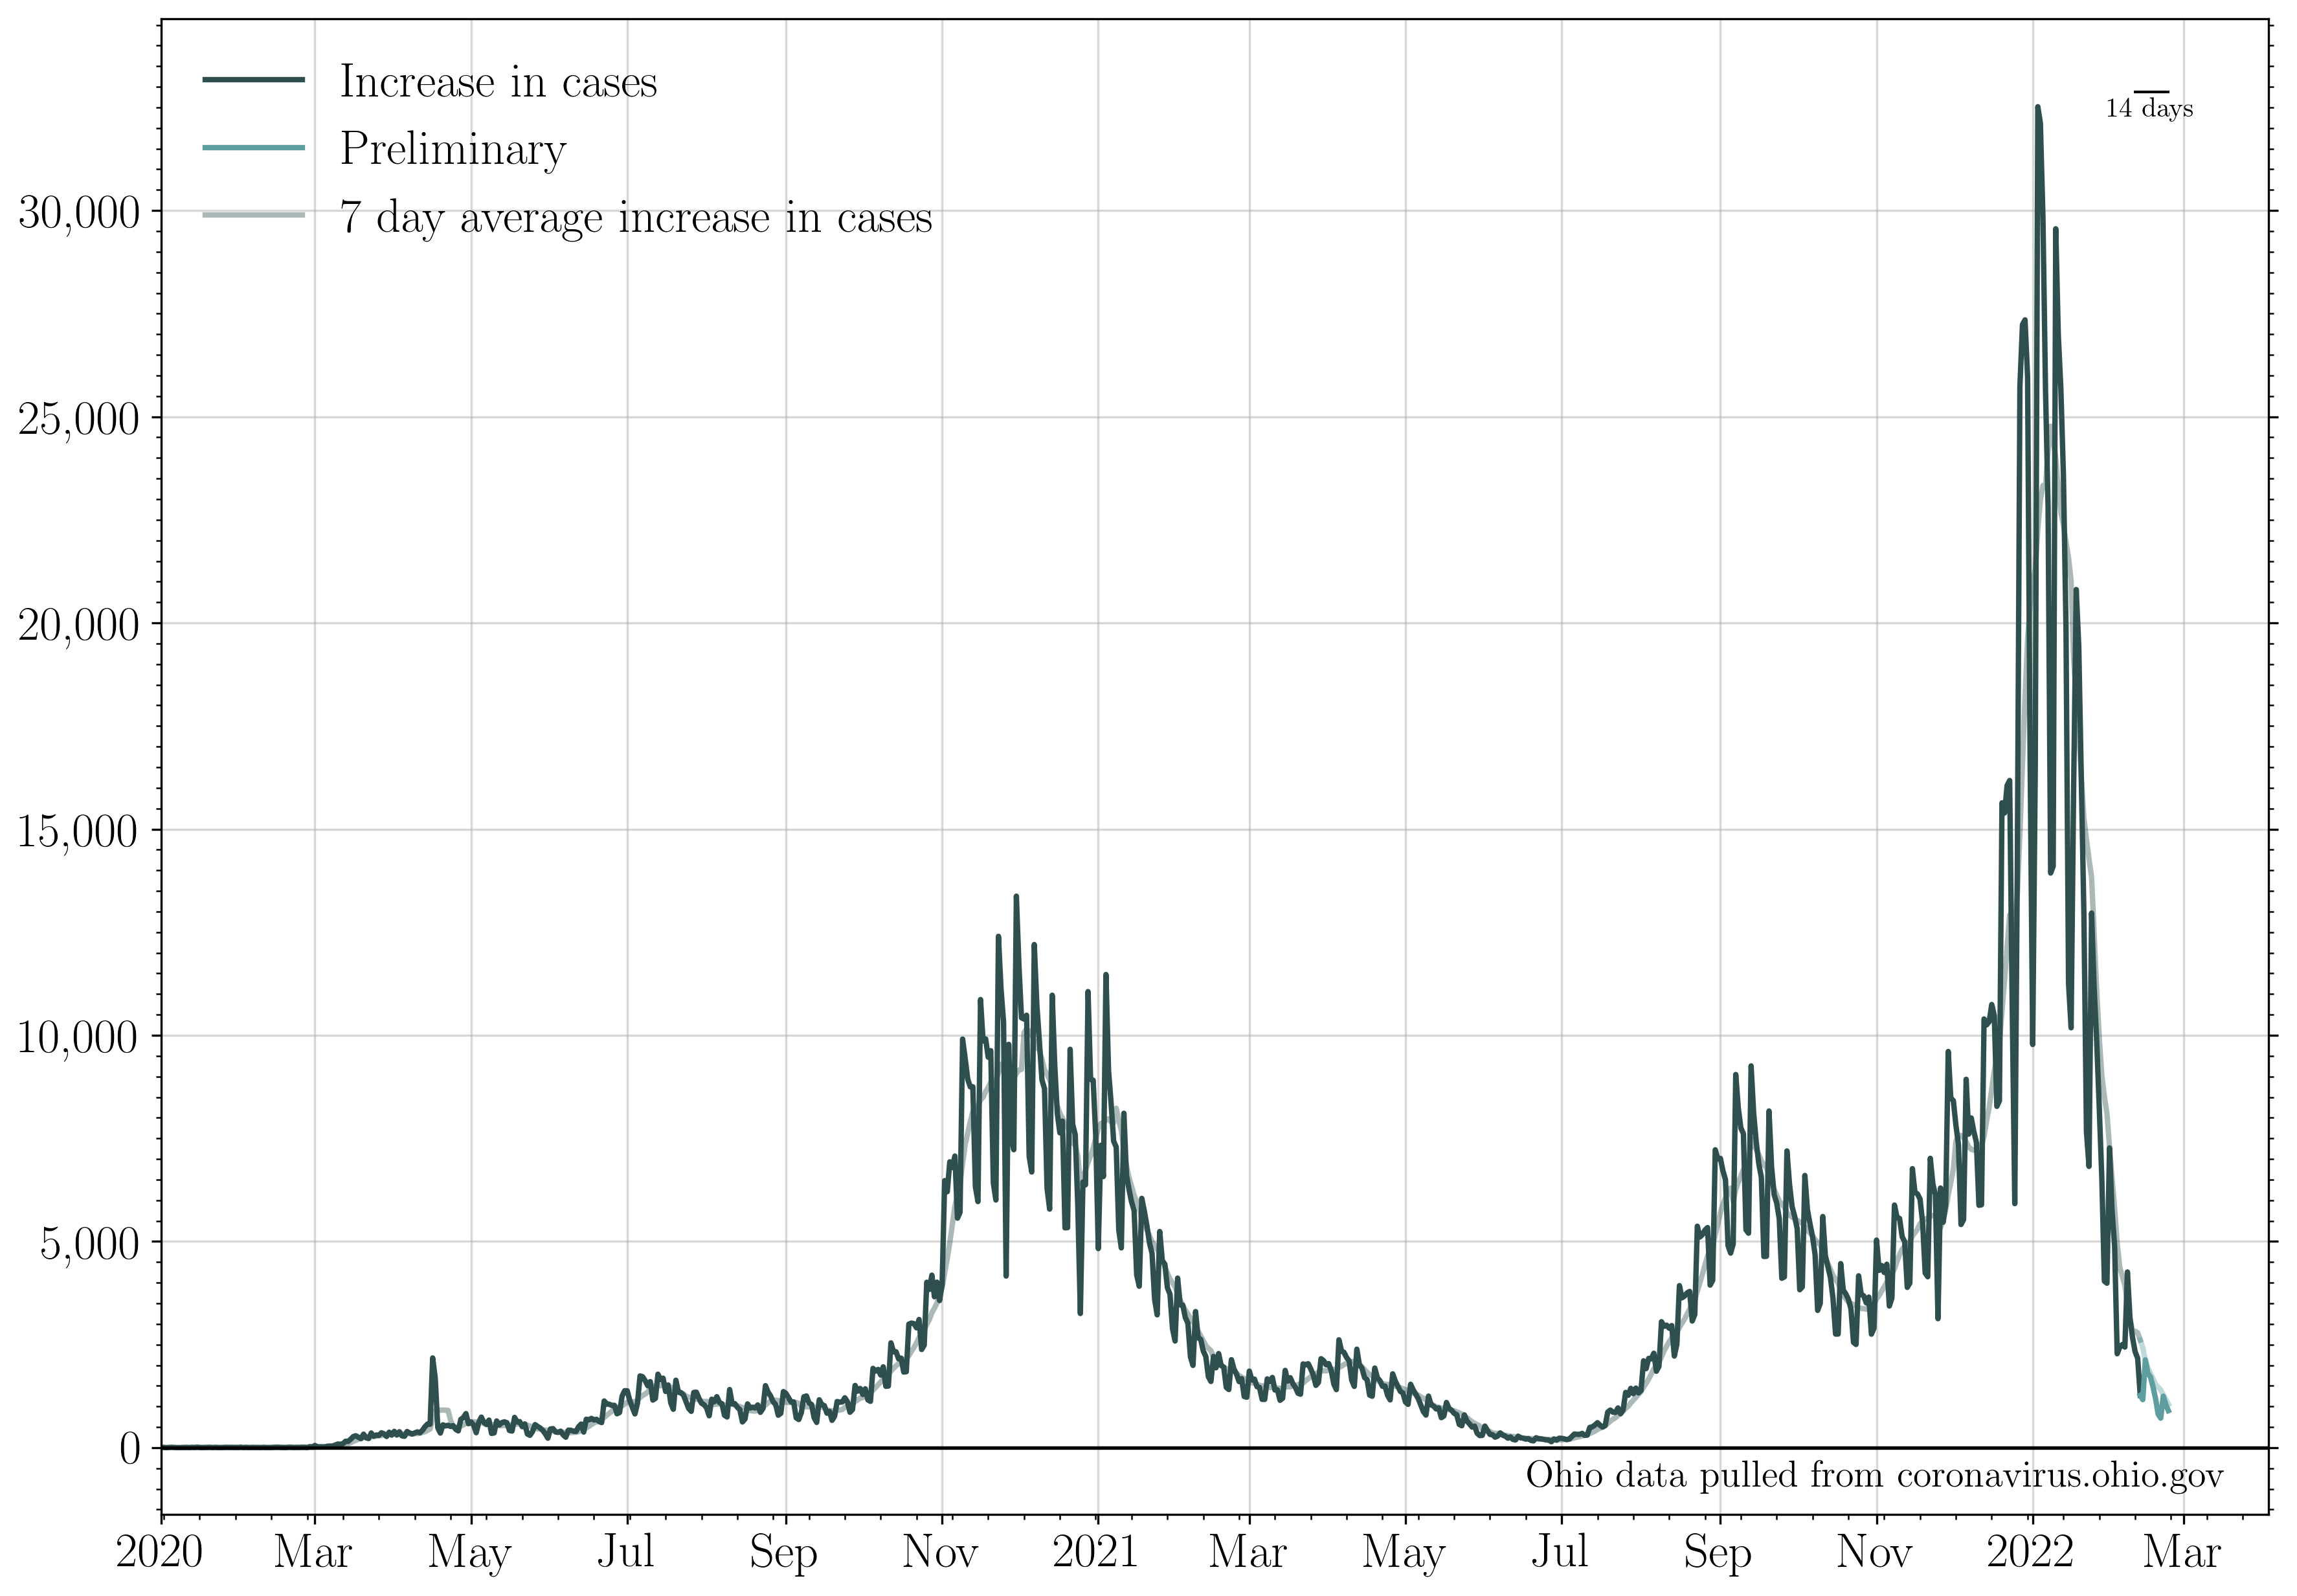 Increase in cases
Preliminary
7 day average increase in cases
14 days
30,000
25,000
20,000
15,000
10,000
5,000
0
Ohio data pulled from coronavirus.ohio.gov
2020 Mar May Jul Sep Nov 2021 Mar May Jul Sep Nov 2022 Mar